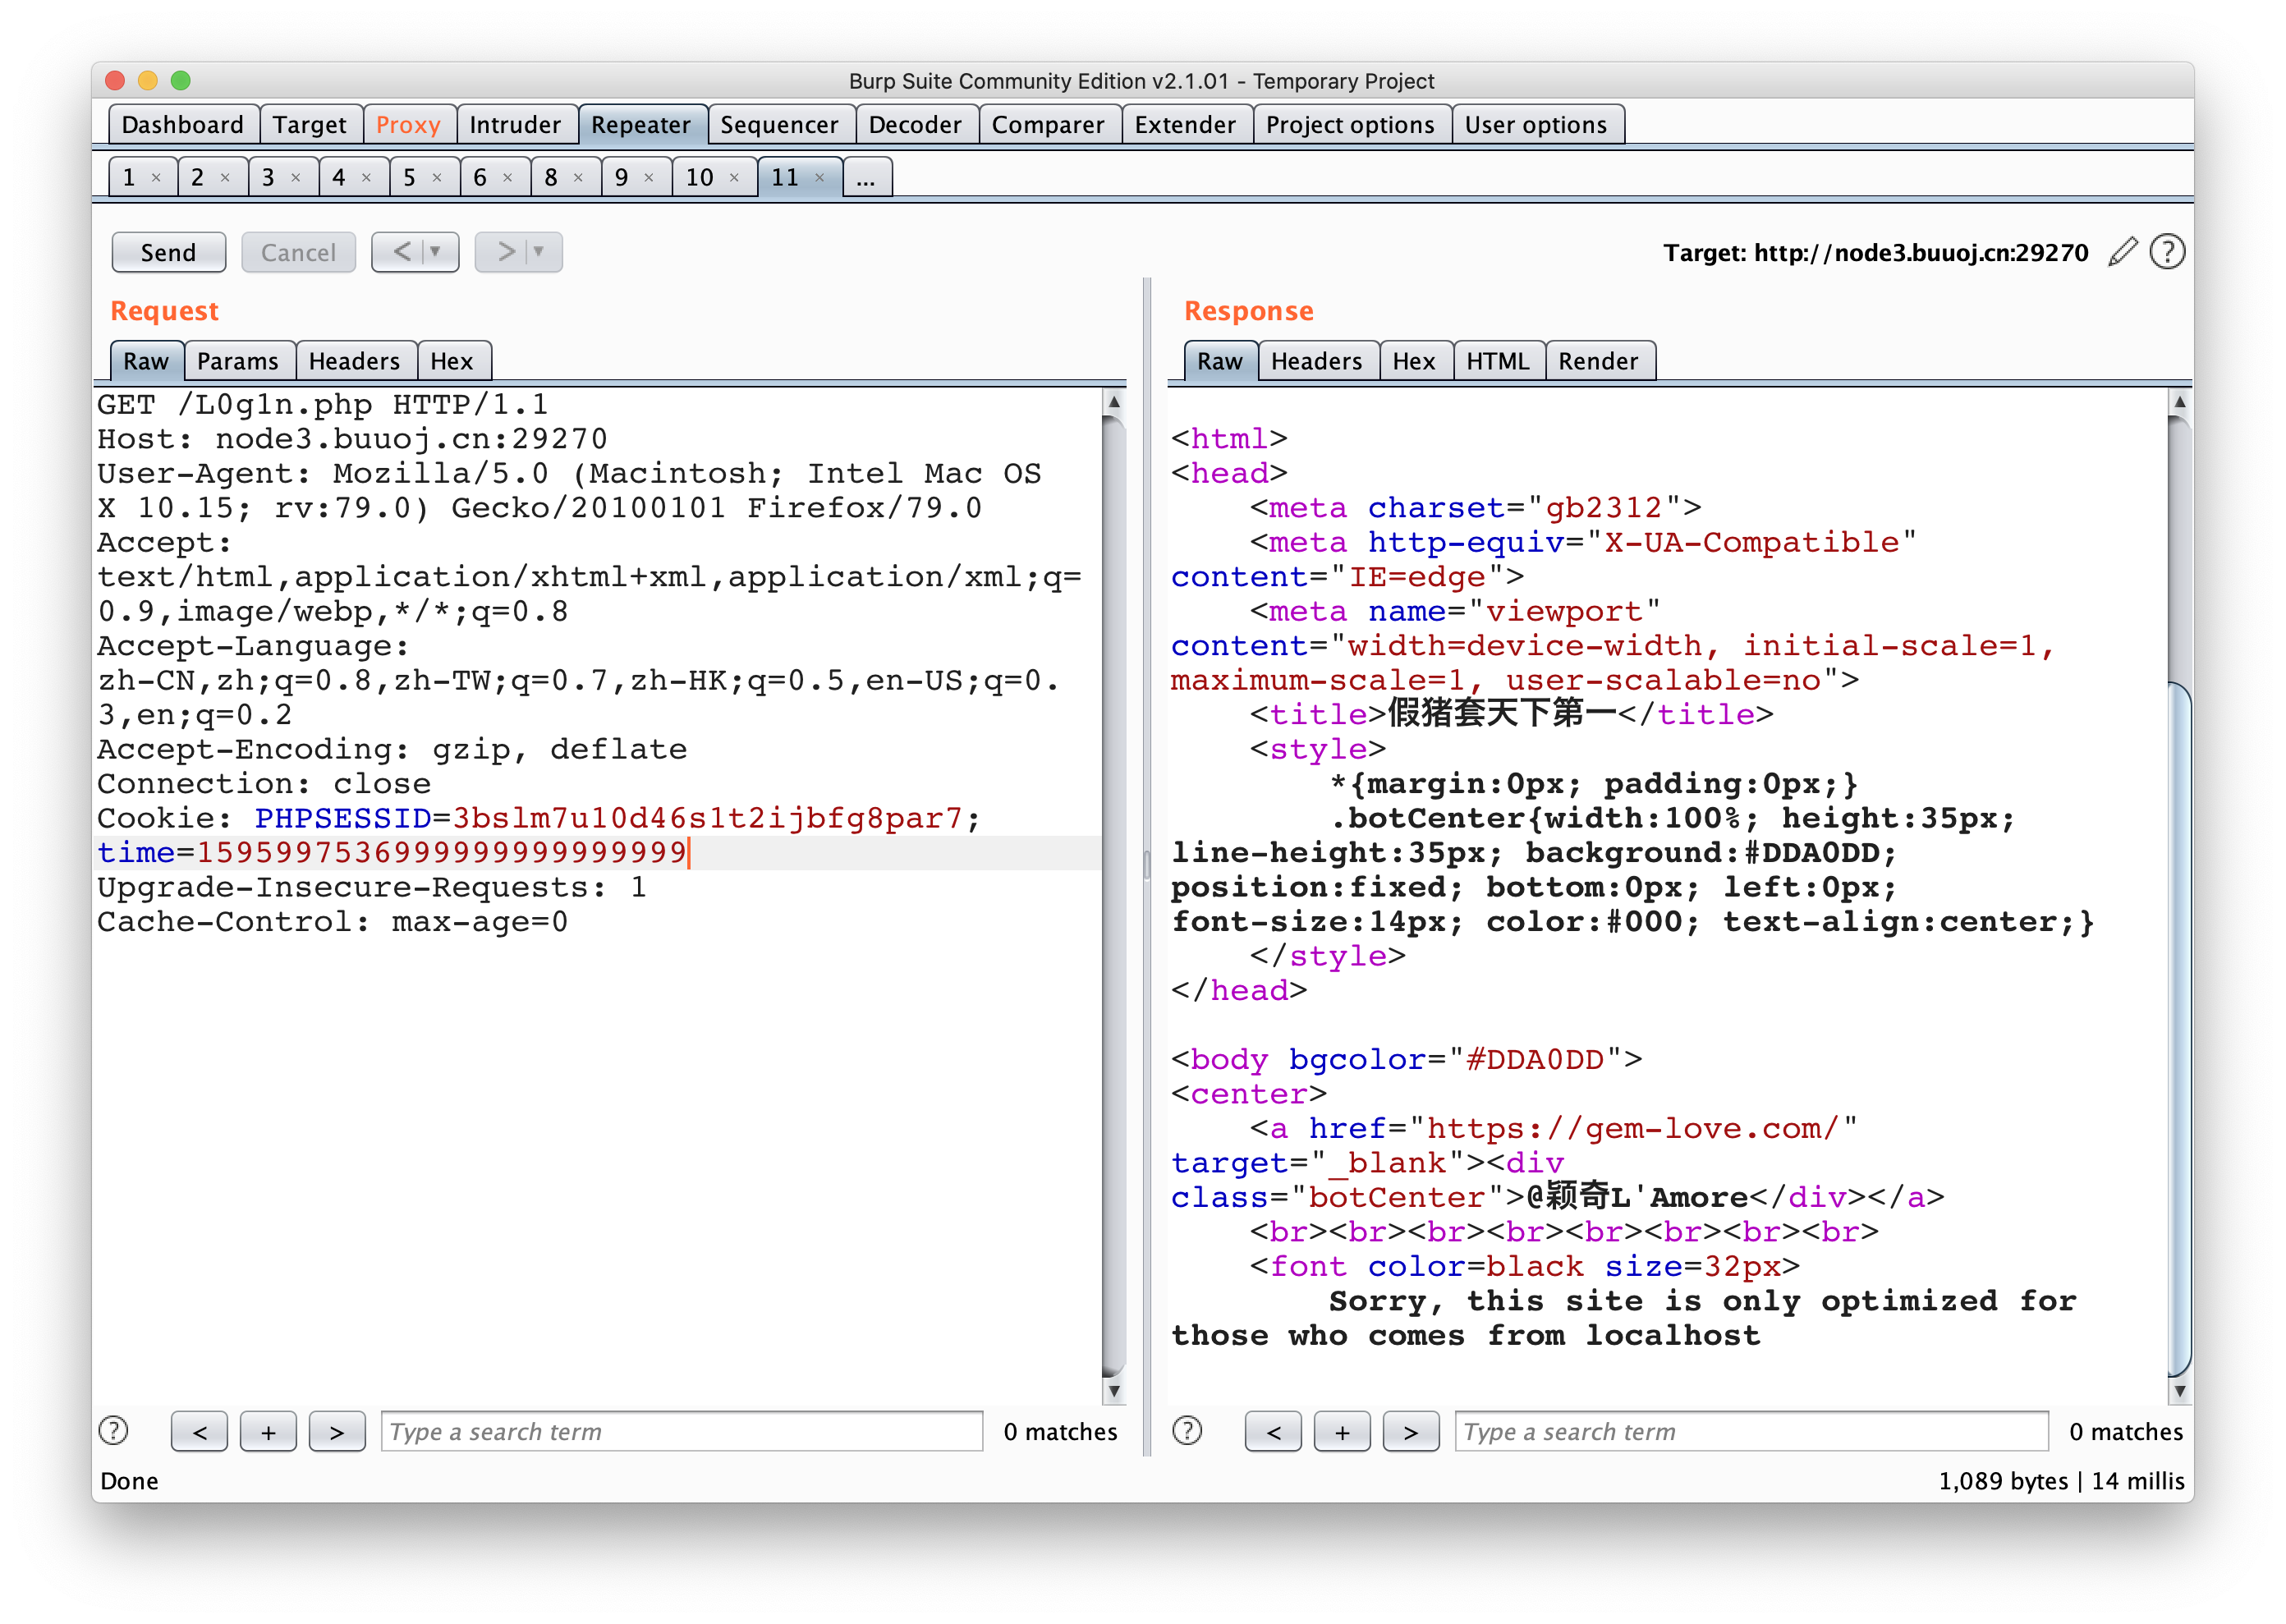 Burp Suite Community Edition v2.1.01 - Temporary Project
Dashboard Target Proxy Intruder Repeater Sequencer Decoder Comparer Extender Project options User options
1 × 2 × 3 × 4 × 5 × 6 × 8 × 9 × 10 × 11 × ...
Send Cancel < > Target: http://node3.buuoj.cn:29270 ?
Request
Raw Params Headers Hex
GET /L0g1n.php HTTP/1.1
Host: node3.buuoj.cn:29270
User-Agent: Mozilla/5.0 (Macintosh; Intel Mac OS
X 10.15; rv:79.0) Gecko/20100101 Firefox/79.0
Accept:
text/html,application/xhtml+xml,application/xml;q=
0.9,image/webp,*/*;q=0.8
Accept-Language:
zh-CN,zh;q=0.8,zh-TW;q=0.7,zh-HK;q=0.5,en-US;q=0.
3,en;q=0.2
Accept-Encoding: gzip, deflate
Connection: close
Cookie: PHPSESSID=3bslm7u10d46s1t2ijbfg8par7;
time=1595997536999999999999999
Upgrade-Insecure-Requests: 1
Cache-Control: max-age=0
? < + > Type a search term 0 matches
Response
Raw Headers Hex HTML Render
<html>
<head>
<meta charset="gb2312">
<meta http-equiv="X-UA-Compatible"
content="IE=edge">
<meta name="viewport"
content="width=device-width, initial-scale=1,
maximum-scale=1, user-scalable=no">
<title>假猪套天下第一</title>
<style>
*{margin:0px; padding:0px;}
.botCenter{width:100%; height:35px;
line-height:35px; background:#DDA0DD;
position:fixed; bottom:0px; left:0px;
font-size:14px; color:#000; text-align:center;}
</style>
</head>
<body bgcolor="#DDA0DD">
<center>
<a href="https://gem-love.com/"
target="_blank"><div
class="botCenter">@颖奇L'Amore</div></a>
<br><br><br><br><br><br><br><br>
<font color=black size=32px>
Sorry, this site is only optimized for
those who comes from localhost
? < + > Type a search term 0 matches
Done 1,089 bytes | 14 millis